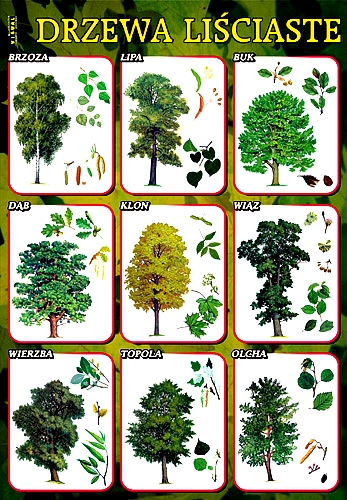 DRZEWA LIŚCIASTE
BRZOZA
LIPA
BUK
DĄB
KLON
WIĄZ
WIERZBA
TOPOLA
OLCHA